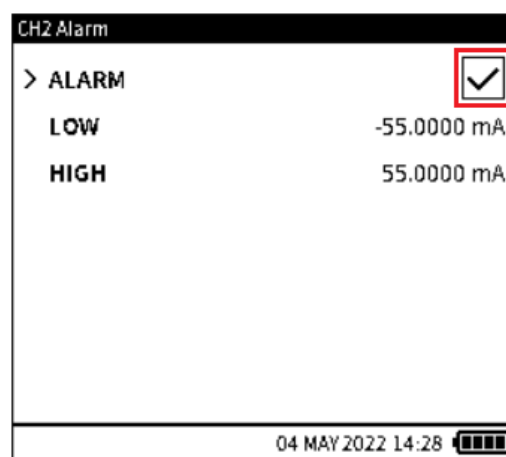 CH2 Alarm
> ALARM
LOW -55.0000 mA
HIGH 55.0000 mA
04 MAY 2022 14:28